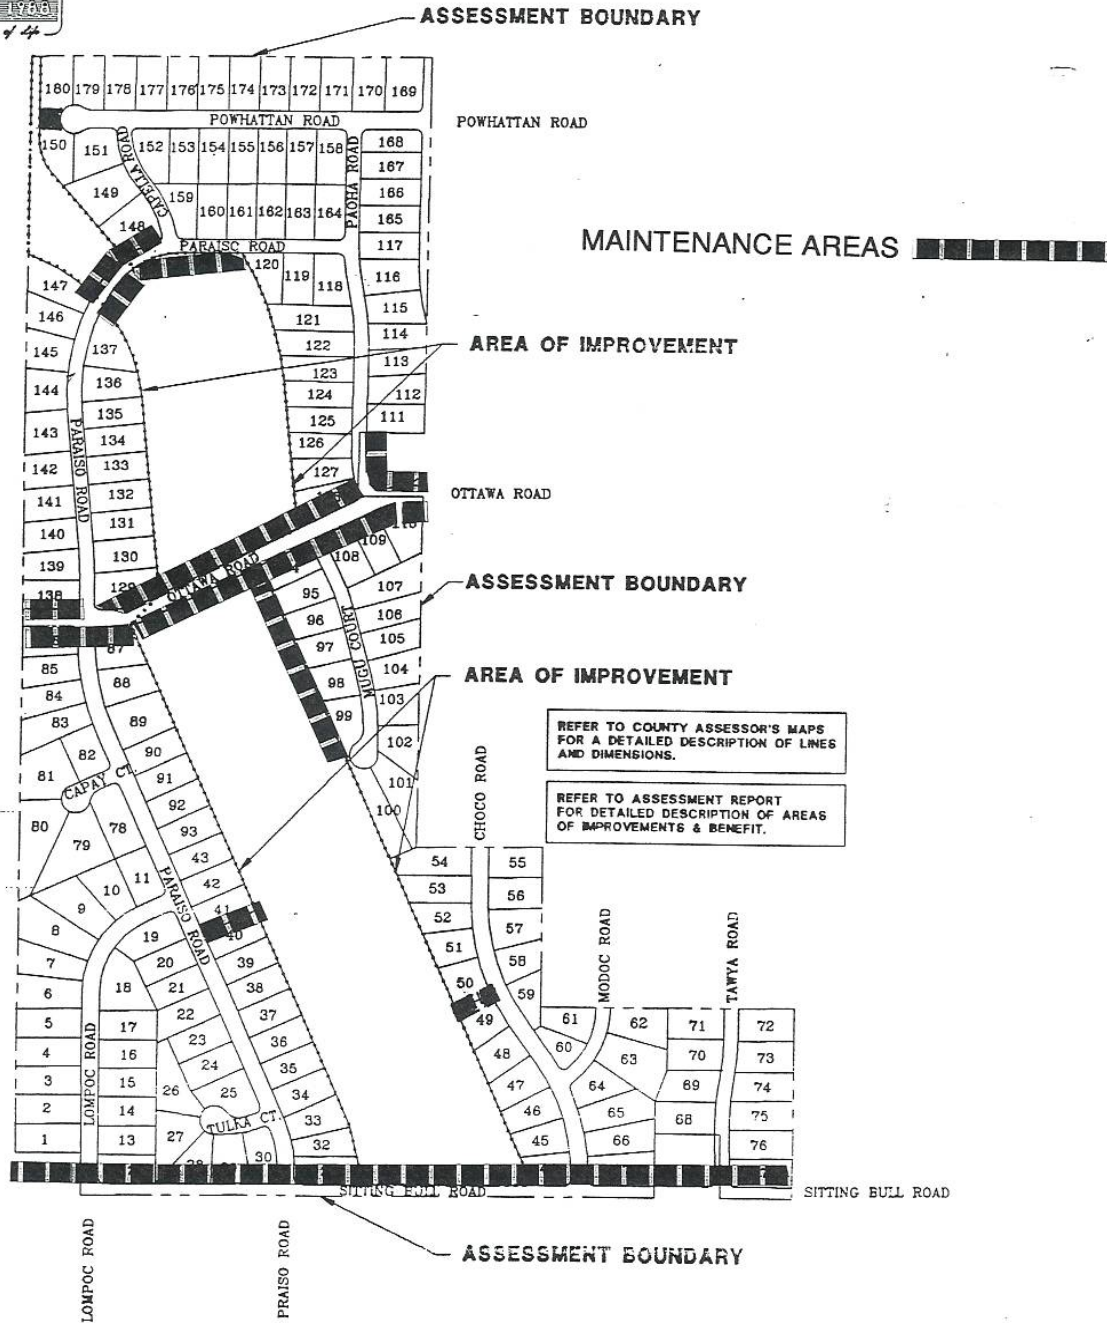 1988
of 4
ASSESSMENT BOUNDARY
180 179 178 177 176 175 174 173 172 171 170 169
POWHATTAN ROAD
POWHATTAN ROAD
150 151 152 153 154 155 156 157 158 168
CAPELLA ROAD
PAOHA ROAD
167
149 159 166
160 161 162 163 164 165
148
PARAISO ROAD
117
MAINTENANCE AREAS
147 120 119 118 116
146 121 115
145 137 122 114
AREA OF IMPROVEMENT
144 136 123 113
135 124 112
143 134 125 111
PARAISO ROAD
142 133 126
141 132 127
OTTAWA ROAD
140 131
139 130 108 109 110
OTTAWA ROAD
138 129 95 107
ASSESSMENT BOUNDARY
96 106
MUGU COURT
87 97 105
85 88 98 104
AREA OF IMPROVEMENT
84 103
83 89 99
82 90 102
REFER TO COUNTY ASSESSOR'S MAPS
FOR A DETAILED DESCRIPTION OF LINES
AND DIMENSIONS.
81 CAPAY CT. 91 101
CHOCO ROAD
92 100
REFER TO ASSESSMENT REPORT
FOR DETAILED DESCRIPTION OF AREAS
OF IMPROVEMENTS & BENEFIT.
80 78 93
79 43 54 55
11 42 53 56
10 41 52 57
PARAISO ROAD
9 40 51 58
8 19 39 50 59
7 20 38 49
MODOC ROAD
TAWYA ROAD
6 18 21 37 61 62 71 72
5 17 22 36 48 60 63 70 73
4 16 23 35 47 64 69 74
LOMPOC ROAD
3 15 24 34 46 65 68 75
2 14 26 25 33 45 66 76
1 13 27 TULKA CT. 32
30
SITTING BULL ROAD
SITTING BULL ROAD
LOMPOC ROAD
PRAISO ROAD
ASSESSMENT BOUNDARY